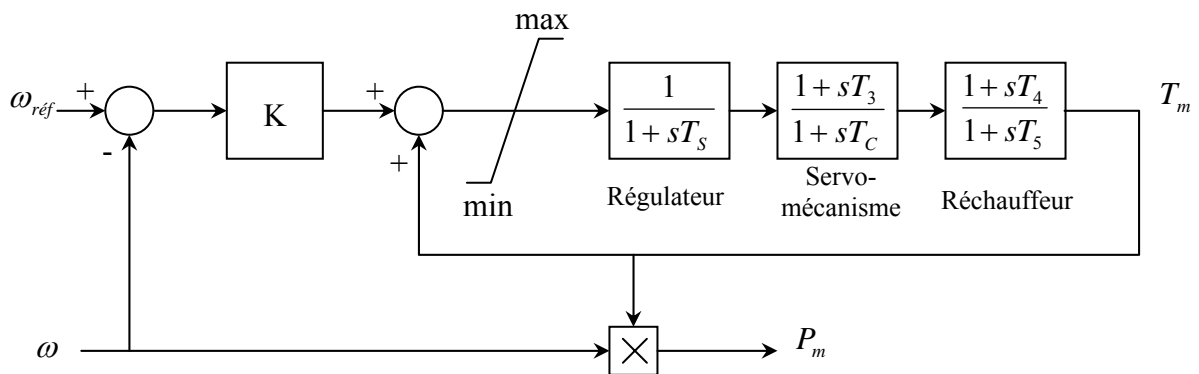 max
+
ω_réf
-
K
+
+
min
1
1 + sT_S
Régulateur
1 + sT_3
1 + sT_C
Servo-
mécanisme
1 + sT_4
1 + sT_5
Réchauffeur
T_m
ω
×
P_m